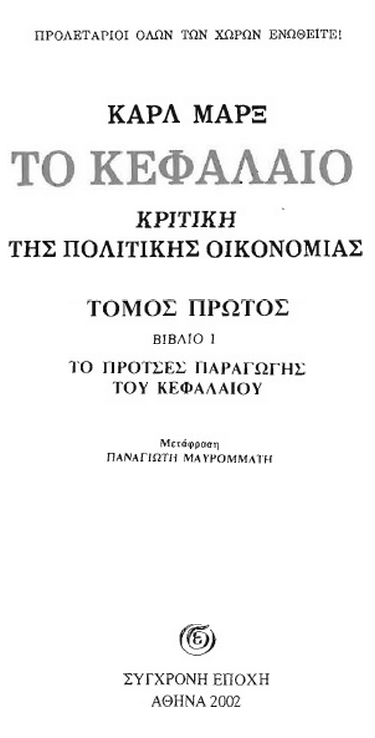 ΠΡΟΛΕΤΑΡΙΟΙ ΟΛΩΝ ΤΩΝ ΧΩΡΩΝ ΕΝΩΘΕΙΤΕ!
ΚΑΡΛ ΜΑΡΞ
ΤΟ ΚΕΦΑΛΑΙΟ
ΚΡΙΤΙΚΗ
ΤΗΣ ΠΟΛΙΤΙΚΗΣ ΟΙΚΟΝΟΜΙΑΣ
ΤΟΜΟΣ ΠΡΩΤΟΣ
ΒΙΒΛΙΟ Ι
ΤΟ ΠΡΟΤΣΕΣ ΠΑΡΑΓΩΓΗΣ
ΤΟΥ ΚΕΦΑΛΑΙΟΥ
Μετάφραση
ΠΑΝΑΓΙΩΤΗ ΜΑΥΡΟΜΜΑΤΗ
ΣΥΓΧΡΟΝΗ ΕΠΟΧΗ
ΑΘΗΝΑ 2002